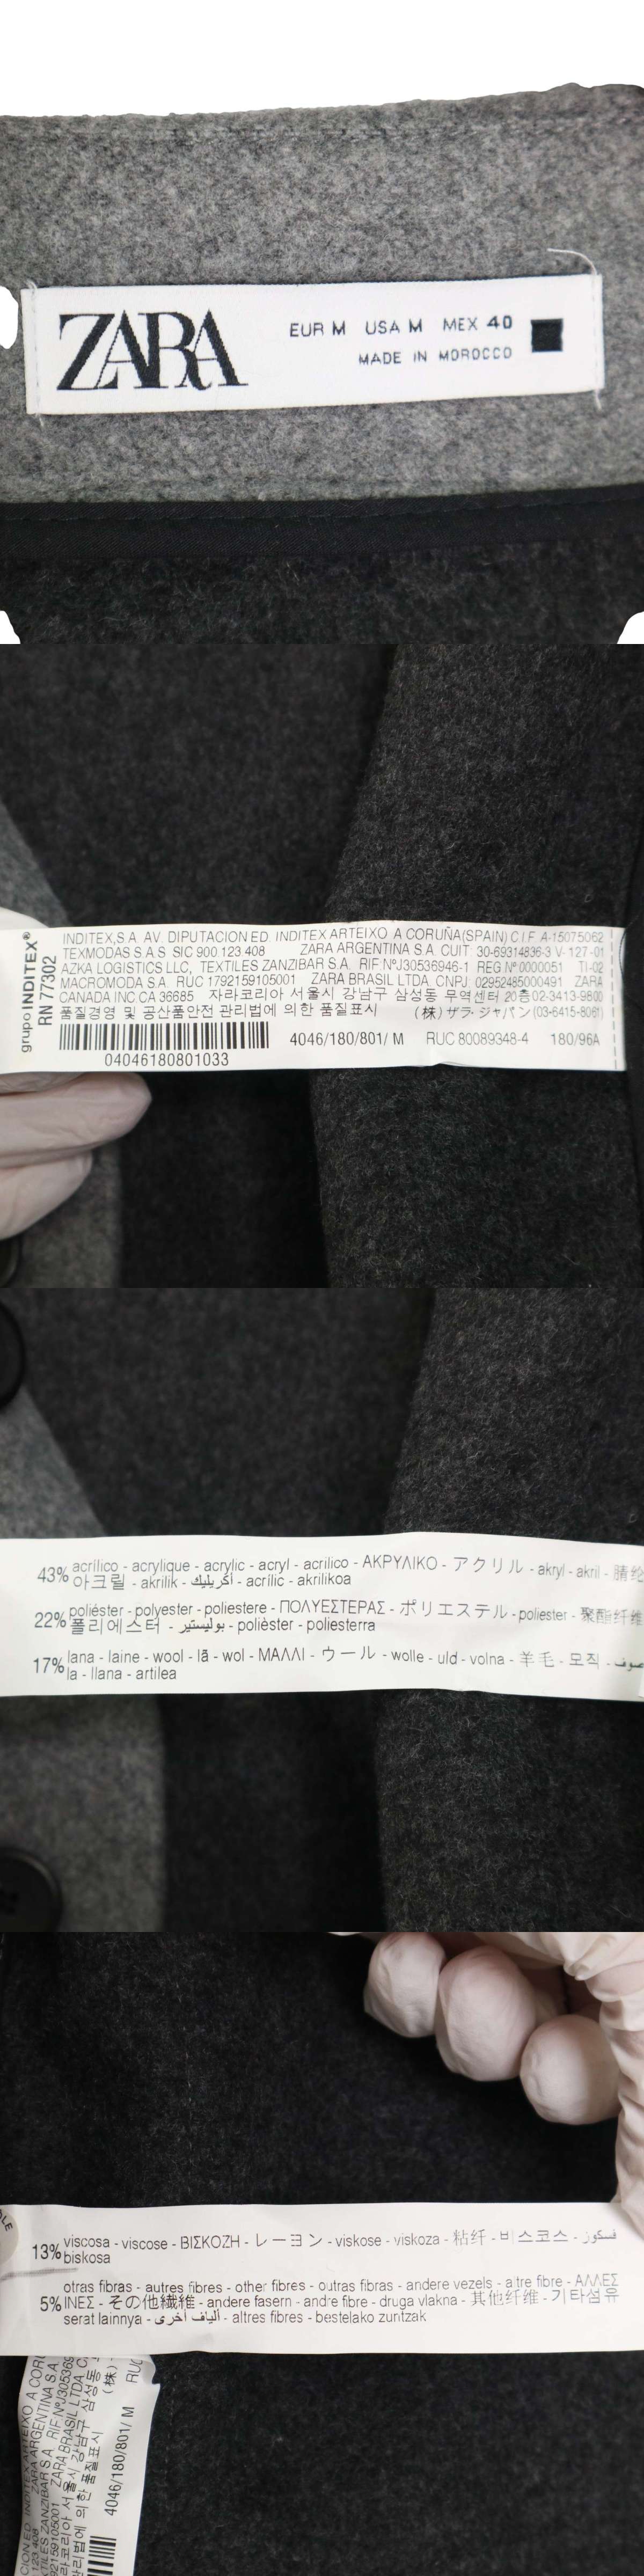 ZARA
EUR M USA M MEX 40
MADE IN MOROCCO
grupo INDITEX®
RN 77302
INDITEX,S.A. AV. DIPUTACION ED. INDITEX ARTEIXO A CORUÑA(SPAIN) C.I.F. A-15075062
TEXMODAS S.A.S SIC 900.123.408 ZARA ARGENTINA S.A. CUIT 30-69314836-3 V-127-01
AZKA LOGISTICS LLC, TEXTILES ZANZIBAR S.A. RIF NºJ30536946-1 REG Nº 0000051 TI-02
MACROMODA S.A. RUC 1792159105001 ZARA BRASIL LTDA. CNPJ: 02952485000491 ZARA
CANADA INC.CA 36685 자라코리아 서울시 강남구 삼성동 무역센터 20층 02-3413-9800
품질경영 및 공산품안전 관리법에 의한 품질표시 (株) ザラ・ジャパン (03-6415-8061)
04046180801033
4046/180/801/ M RUC 80089348-4 180/96A
43% acrílico - acrylique - acrylic - acryl - acrilico - ΑΚΡΥΛΙΚΟ - アクリル - akryl - akril - 腈纶
아크릴 - akrilik - أكريليك - acrílic - akrilikoa
22% poliéster - polyester - poliestere - ΠΟΛΥΕΣΤΕΡΑΣ - ポリエステル - poliester - 聚酯纤维
폴리에스터 - بوليستير - polièster - poliesterra
17% lana - laine - wool - lã - wol - ΜΑΛΛΙ - ウール - wolle - uld - volna - 羊毛 - 모직 - صوف
la - llana - artilea
13% viscosa - viscose - ΒΙΣΚΟΖΗ - レーヨン - viskose - viskoza - 粘纤 - 비스코스 - فسكوز
biskosa
otras fibras - autres fibres - other fibres - outras fibras - andere vezels - altre fibre - ΑΛΛΕΣ
5% ΙΝΕΣ - その他繊維 - andere fasern - andre fibre - druga vlakna - 其他纤维 - 기타섬유
serat lainnya - ألياف أخرى - altres fibres - bestelako zuntzak
4046/180/801/ M